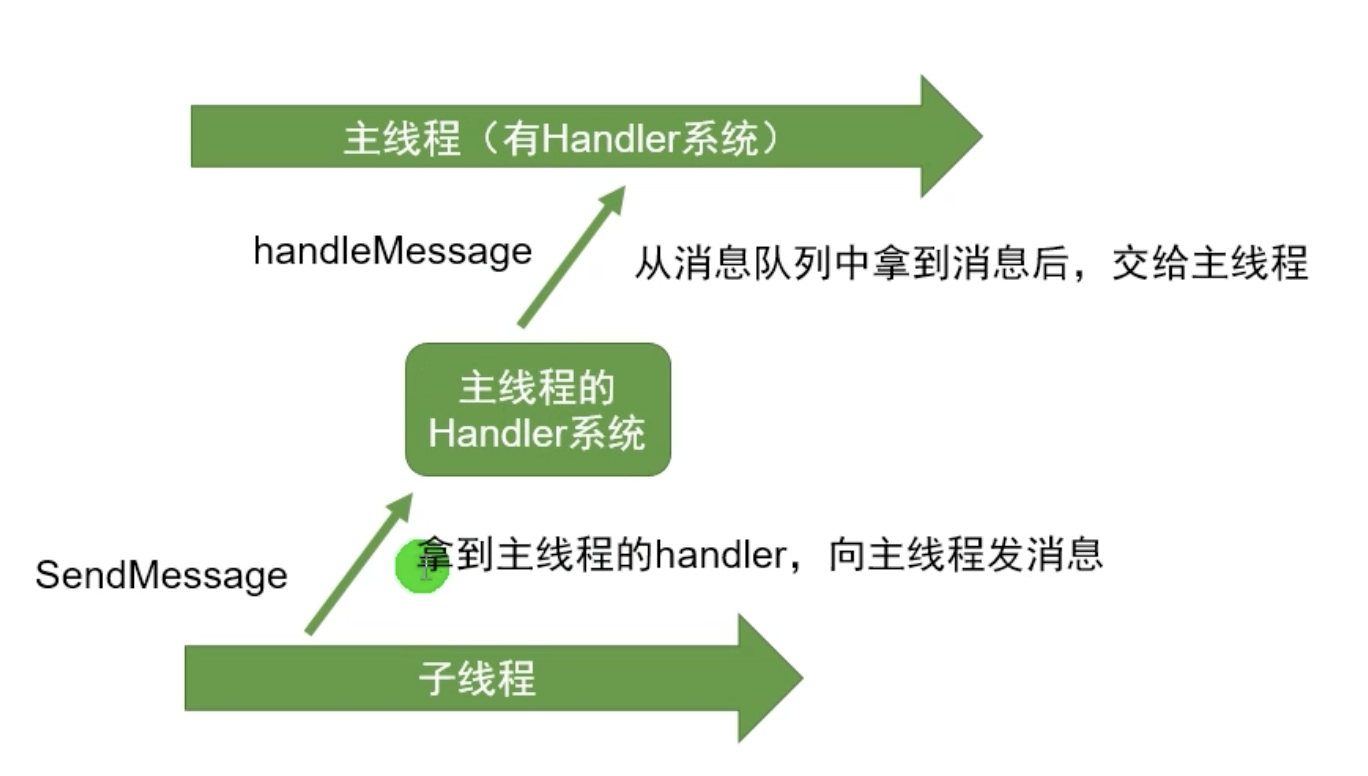 主线程（有Handler系统）
handleMessage
从消息队列中拿到消息后，交给主线程
主线程的
Handler系统
拿到主线程的handler，向主线程发消息
SendMessage
子线程